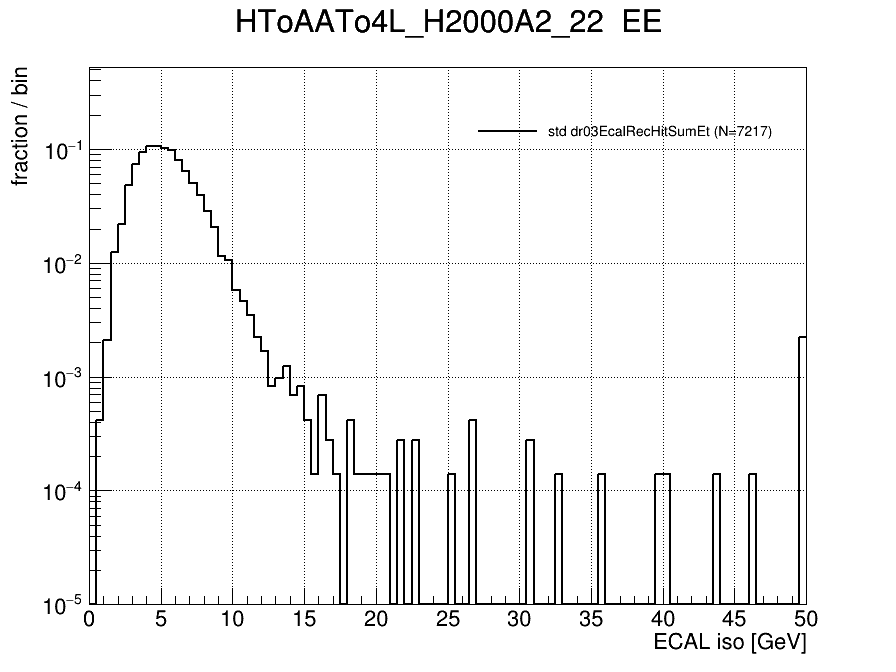 HToAATo4L_H2000A2_22 EE
fraction / bin
std dr03EcalRecHitSumEt (N=7217)
10⁻¹
10⁻²
10⁻³
10⁻⁴
10⁻⁵
0 5 10 15 20 25 30 35 40 45 50
ECAL iso [GeV]